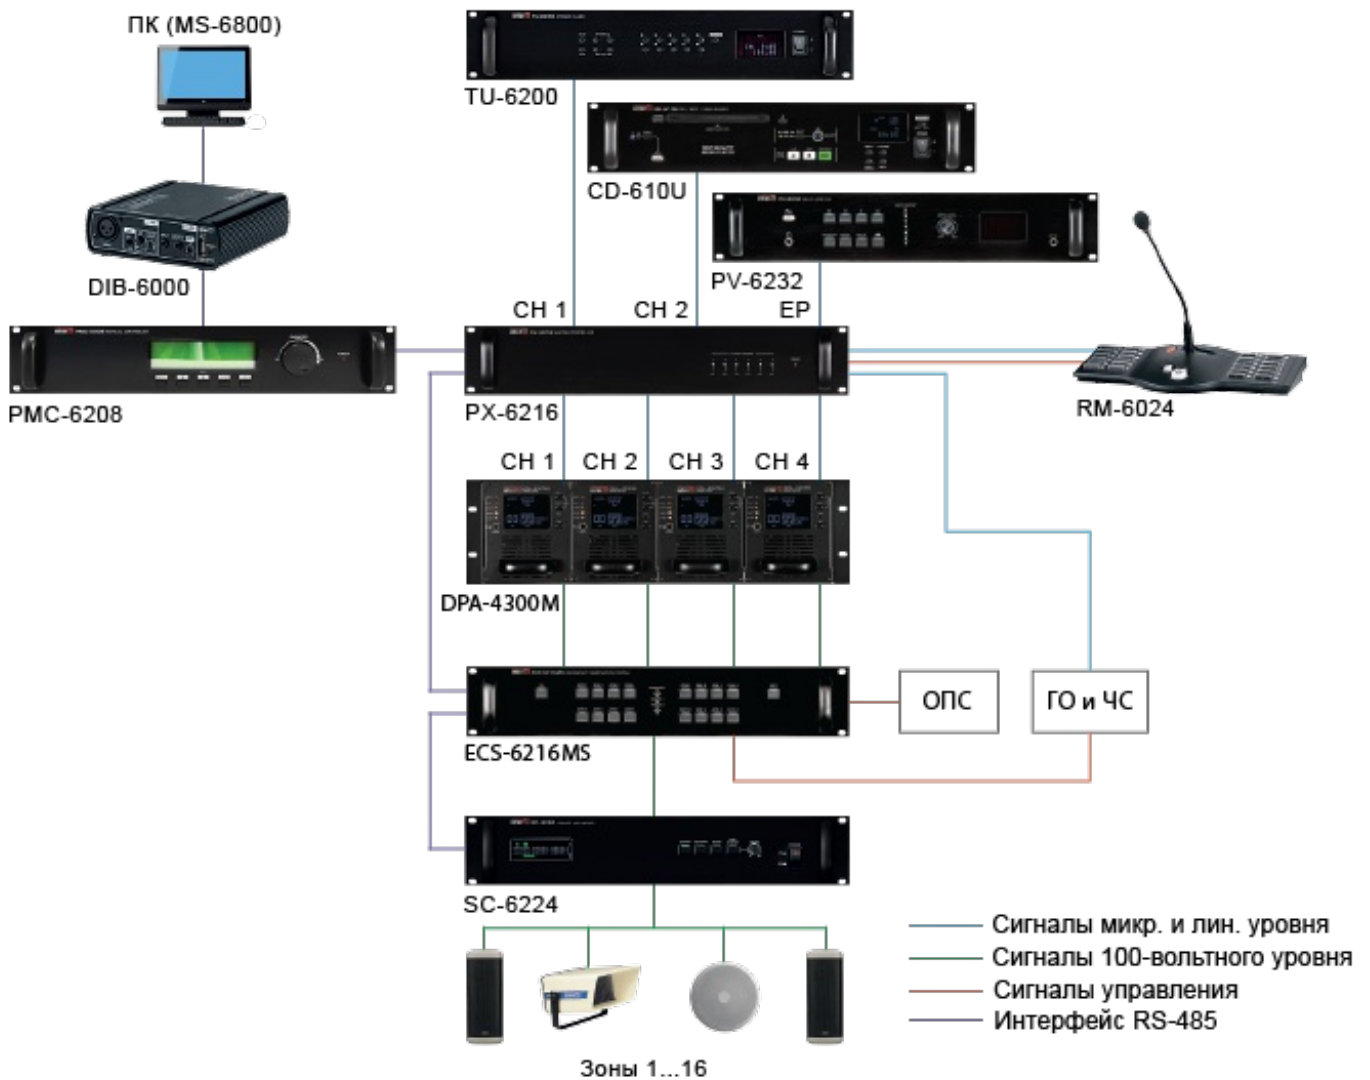 ПК (MS-6800)
TU-6200
CD-610U
DIB-6000
PV-6232
CH 1
CH 2
EP
PMC-6208
PX-6216
RM-6024
CH 1
CH 2
CH 3
CH 4
DPA-4300M
ОПС
ГО и ЧС
ECS-6216MS
SC-6224
Сигналы микр. и лин. уровня
Сигналы 100-вольтного уровня
Сигналы управления
Интерфейс RS-485
Зоны 1...16